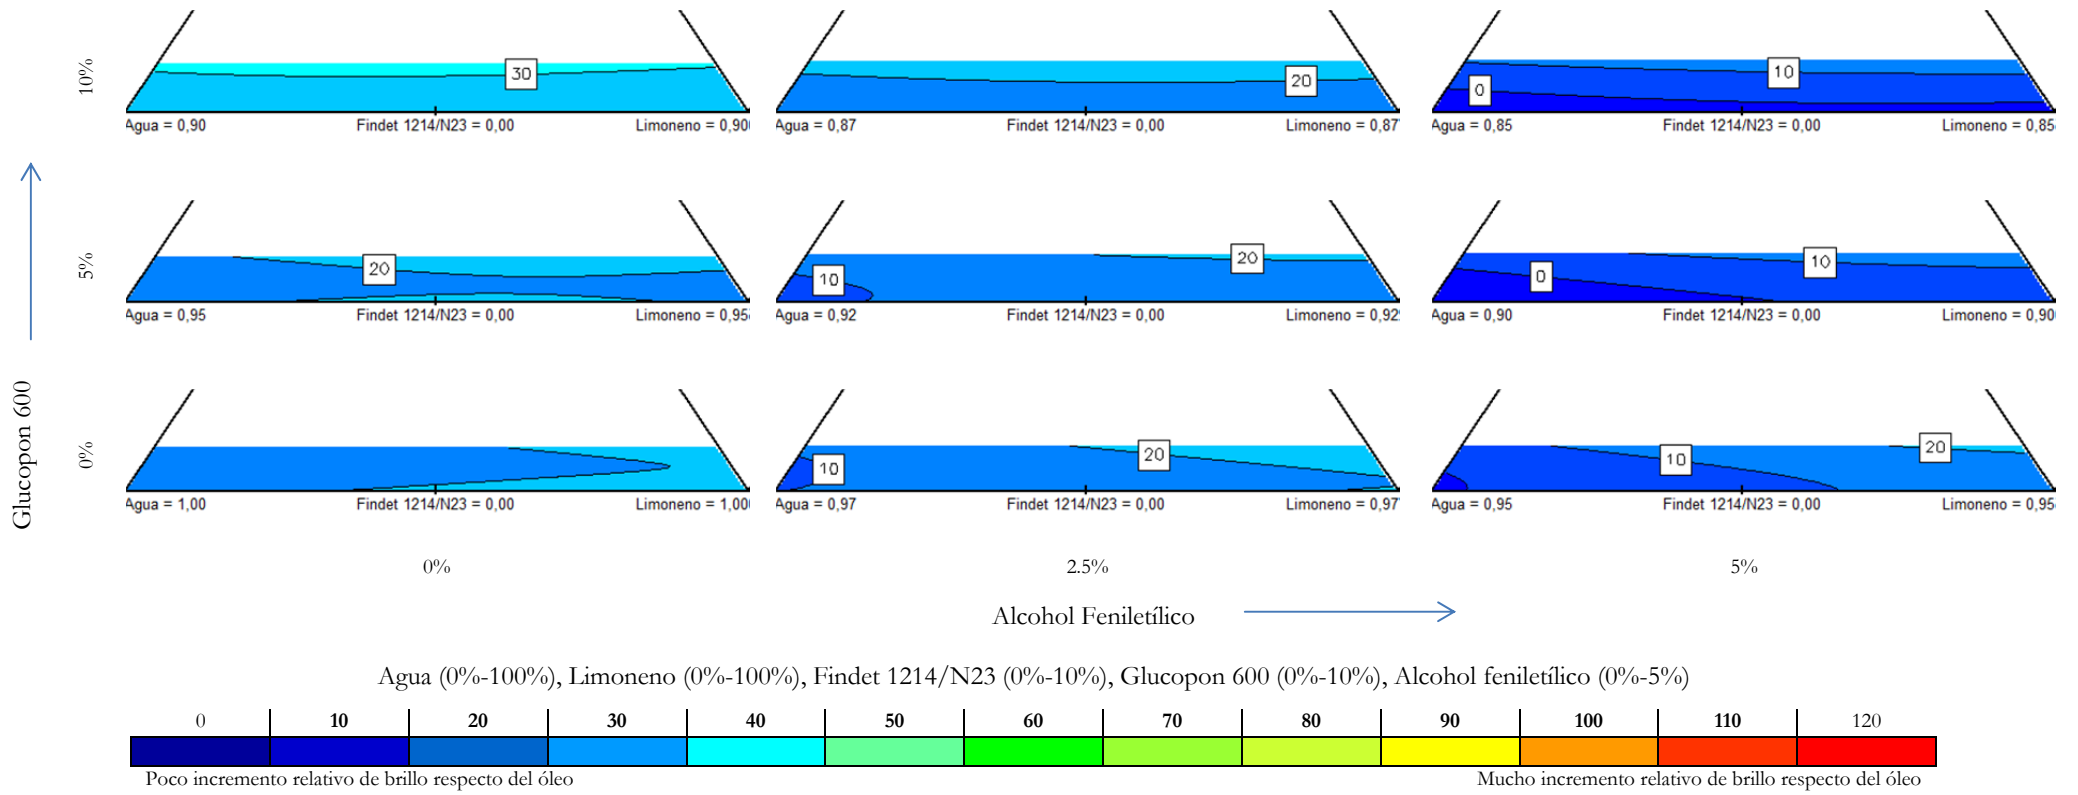 10%
30
20
10
0
Agua = 0,90
Findet 1214/N23 = 0,00
Limoneno = 0,90
Agua = 0,87
Findet 1214/N23 = 0,00
Limoneno = 0,87
Agua = 0,85
Findet 1214/N23 = 0,00
Limoneno = 0,85
5%
20
10
20
0
10
Agua = 0,95
Findet 1214/N23 = 0,00
Limoneno = 0,95
Agua = 0,92
Findet 1214/N23 = 0,00
Limoneno = 0,92
Agua = 0,90
Findet 1214/N23 = 0,00
Limoneno = 0,90
Glucopon 600
0%
10
20
10
20
Agua = 1,00
Findet 1214/N23 = 0,00
Limoneno = 1,00
Agua = 0,97
Findet 1214/N23 = 0,00
Limoneno = 0,97
Agua = 0,95
Findet 1214/N23 = 0,00
Limoneno = 0,95
0%
2.5%
5%
Alcohol Feniletílico
Agua (0%-100%), Limoneno (0%-100%), Findet 1214/N23 (0%-10%), Glucopon 600 (0%-10%), Alcohol feniletílico (0%-5%)
0 10 20 30 40 50 60 70 80 90 100 110 120
Poco incremento relativo de brillo respecto del óleo
Mucho incremento relativo de brillo respecto del óleo